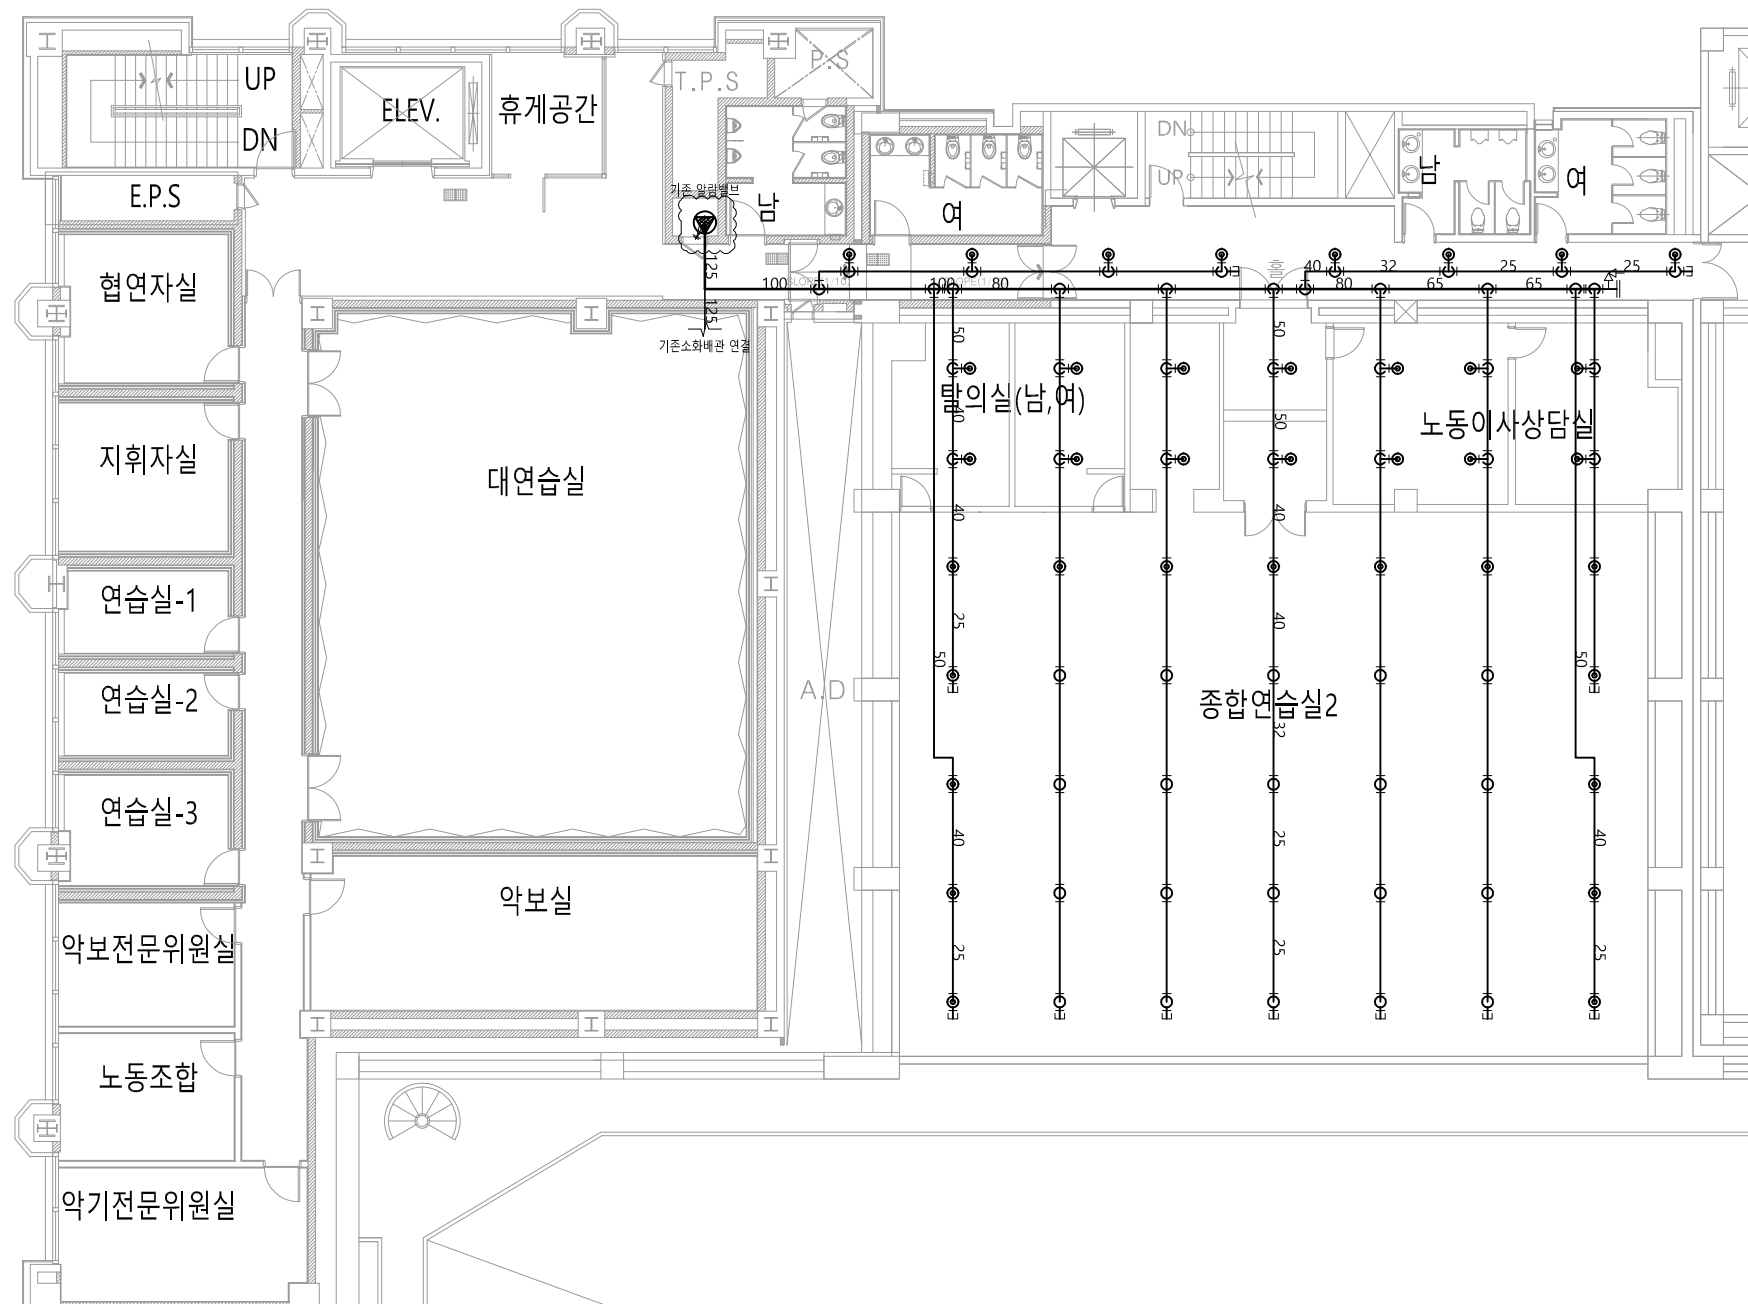 UP
DN
ELEV.
휴게공간
T.P.S
P.S
E.P.S
기존 알람밸브
남
여
DN
UP
남
여
협연자실
125
100
100
80
홀
40
32
25
25
80
65
65
125
기존소화배관 연결
50
50
탈의실(남,여)
40
50
노동이사상담실
지휘자실
대연습실
40
40
연습실-1
25
40
50
50
연습실-2
A.D
종합연습실2
32
연습실-3
40
25
40
악보실
악보전문위원실
25
25
25
노동조합
악기전문위원실